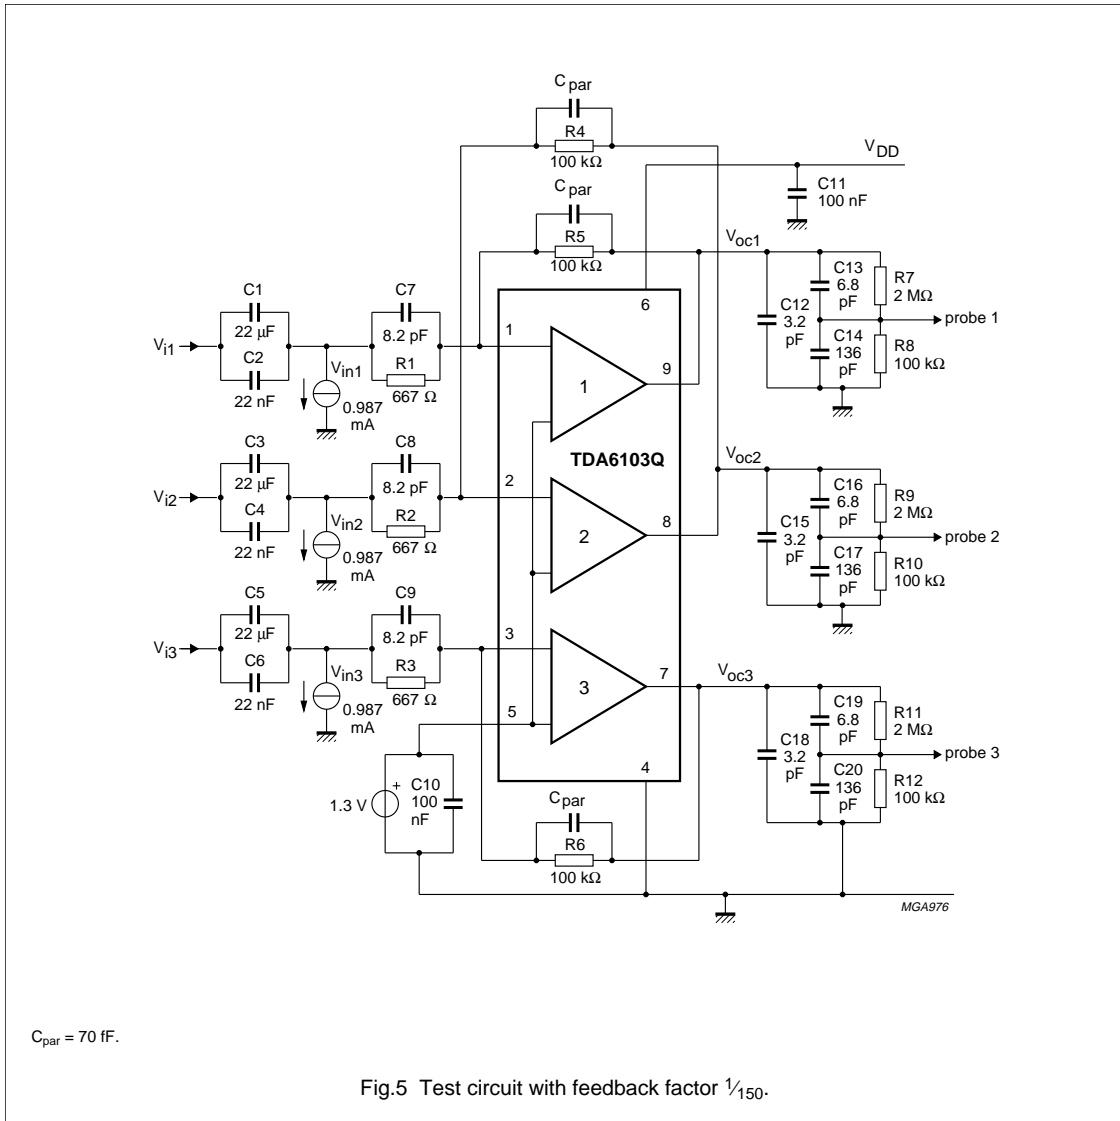 C par
R4
100 kΩ
V DD
C11
100 nF
C par
R5
100 kΩ
V oc1
C13
6.8
pF
R7
2 MΩ
C12
3.2
pF
probe 1
C14
136
pF
R8
100 kΩ
C1
22 μF
C7
8.2 pF
V i1
C2
22 nF
V in1
0.987
mA
R1
667 Ω
1
6
1
9
TDA6103Q
C3
22 μF
C8
8.2 pF
V i2
C4
22 nF
V in2
0.987
mA
R2
667 Ω
2
2
8
V oc2
C16
6.8
pF
R9
2 MΩ
C15
3.2
pF
probe 2
C17
136
pF
R10
100 kΩ
C5
22 μF
C9
8.2 pF
V i3
C6
22 nF
V in3
0.987
mA
R3
667 Ω
3
3
7
5
4
V oc3
C19
6.8
pF
R11
2 MΩ
C18
3.2
pF
probe 3
C20
136
pF
R12
100 kΩ
1.3 V
+
C10
100
nF
C par
R6
100 kΩ
MGA976
C par = 70 fF.
Fig.5 Test circuit with feedback factor 1/150.